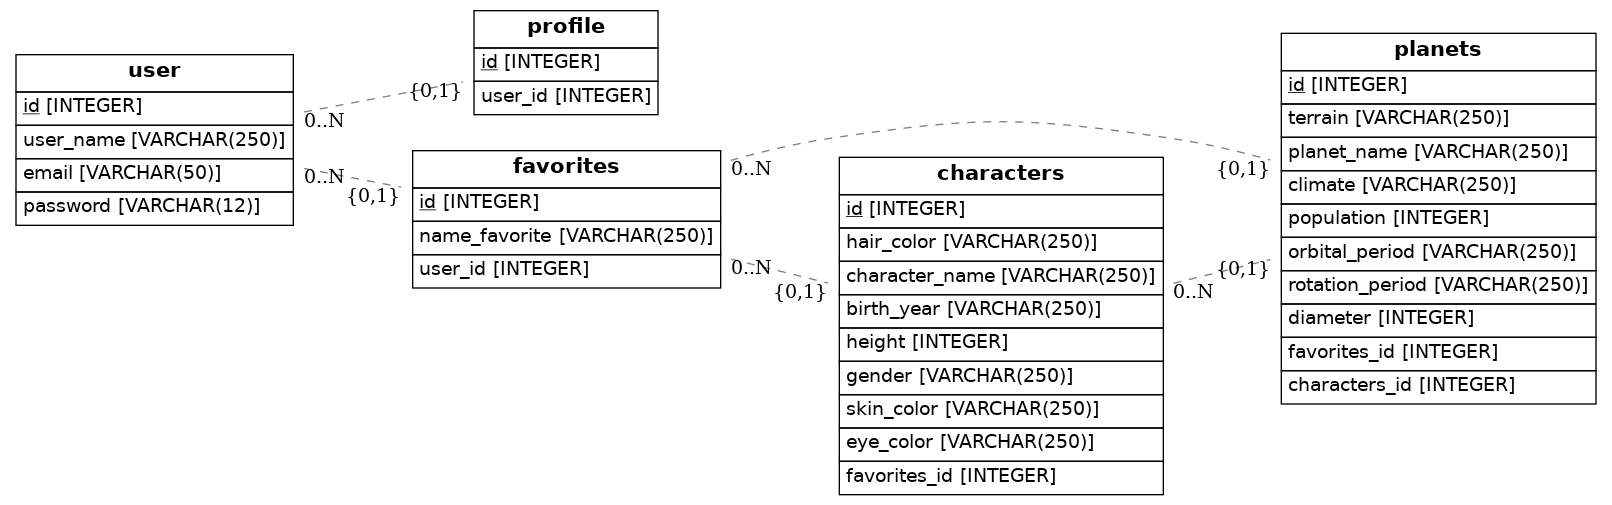 user
id [INTEGER]
user_name [VARCHAR(250)]
email [VARCHAR(50)]
password [VARCHAR(12)]
0..N
{0,1}
0..N
{0,1}
profile
id [INTEGER]
user_id [INTEGER]
favorites
id [INTEGER]
name_favorite [VARCHAR(250)]
user_id [INTEGER]
0..N
{0,1}
0..N
{0,1}
characters
id [INTEGER]
hair_color [VARCHAR(250)]
character_name [VARCHAR(250)]
birth_year [VARCHAR(250)]
height [INTEGER]
gender [VARCHAR(250)]
skin_color [VARCHAR(250)]
eye_color [VARCHAR(250)]
favorites_id [INTEGER]
0..N
{0,1}
planets
id [INTEGER]
terrain [VARCHAR(250)]
planet_name [VARCHAR(250)]
climate [VARCHAR(250)]
population [INTEGER]
orbital_period [VARCHAR(250)]
rotation_period [VARCHAR(250)]
diameter [INTEGER]
favorites_id [INTEGER]
characters_id [INTEGER]